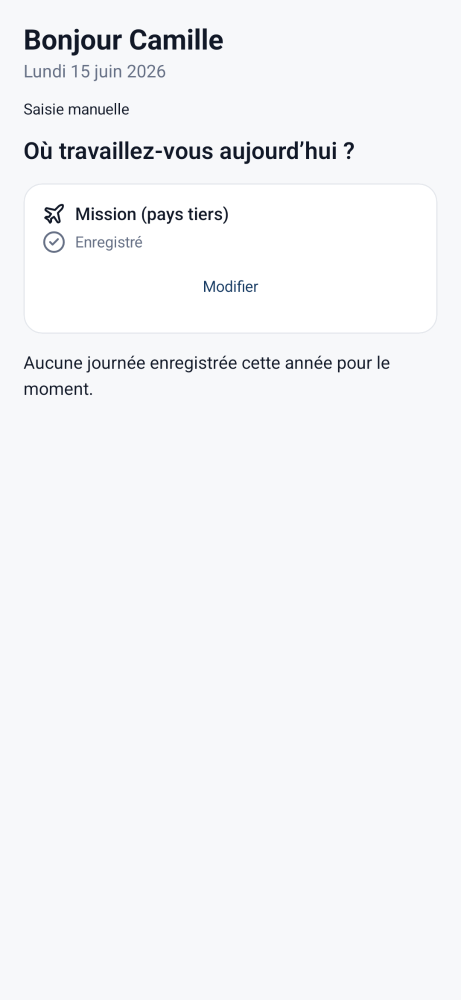 Bonjour Camille
Lundi 15 juin 2026
Saisie manuelle
Où travaillez-vous aujourd’hui ?
Mission (pays tiers)
Enregistré
Modifier
Aucune journée enregistrée cette année pour le
moment.